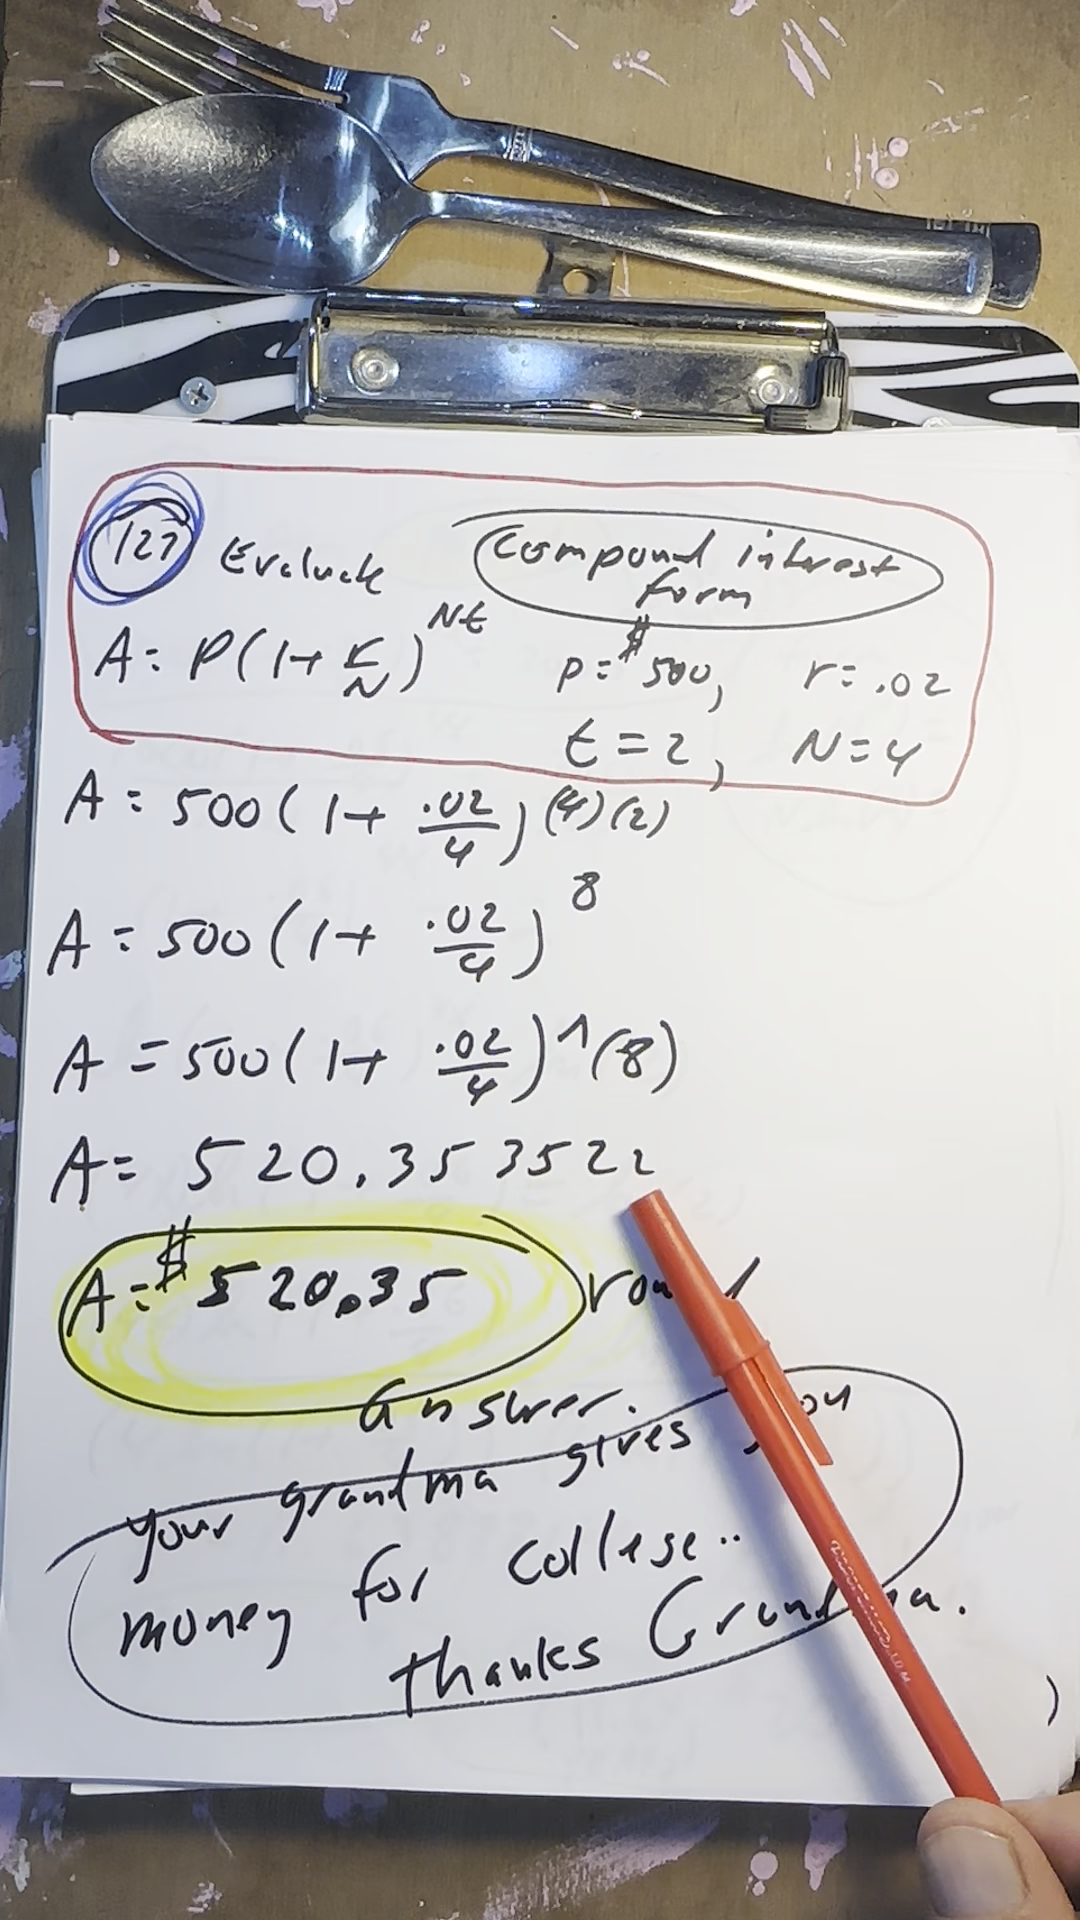 127 Evaluate Compound interest
form
A = P(1+ r/N)^Nt P = $500, r = .02
t = 2, N = 4
A = 500(1+ .02/4)^(4)(2)
A = 500(1+ .02/4)^8
A = 500(1+ .02/4)^(8)
A = 520.353522
A = $520.35
Answer.
your grandma gives
money for college..
thanks